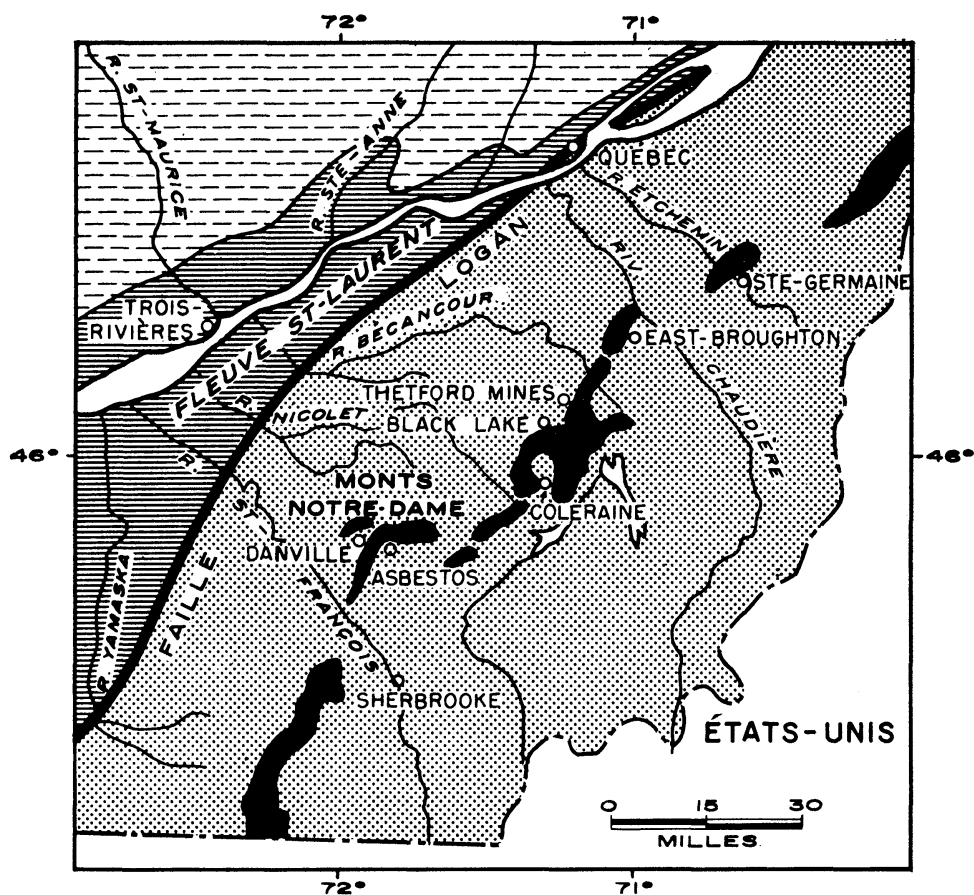 72°
71°
R. ST-MAURICE
R. STE-ANNE
QUÉBEC
R. ETCHEMIN
RIV. CHAUDIÈRE
STE-GERMAINE
LOGAN
FLEUVE ST-LAURENT
TROIS-
RIVIÈRES
R. BÉCANCOUR
EAST-BROUGHTON
THETFORD MINES
R. NICOLET
BLACK LAKE
46°
46°
MONTS
NOTRE-DAME
COLERAINE
R. ST-FRANÇOIS
DANVILLE
ASBESTOS
FAILLE
R. YAMASKA
SHERBROOKE
ÉTATS-UNIS
0 15 30
MILLES
72°
71°